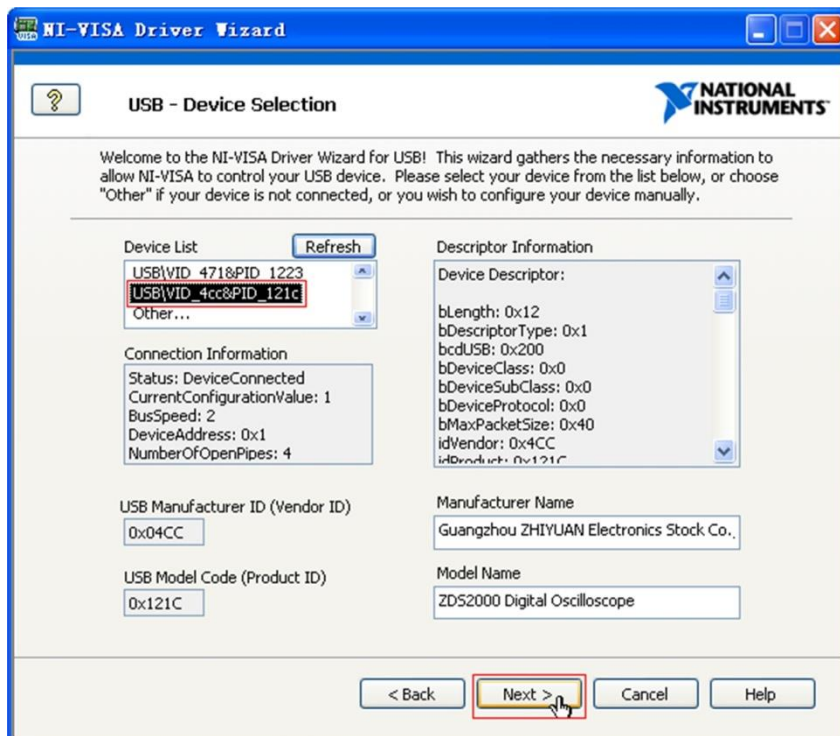 NI-VISA Driver Wizard
?
USB - Device Selection
NATIONAL
INSTRUMENTS™
Welcome to the NI-VISA Driver Wizard for USB! This wizard gathers the necessary information to
allow NI-VISA to control your USB device. Please select your device from the list below, or choose
"Other" if your device is not connected, or you wish to configure your device manually.
Device List
Refresh
USB\VID_471&PID_1223
USB\VID_4cc&PID_121c
Other...
Connection Information
Status: DeviceConnected
CurrentConfigurationValue: 1
BusSpeed: 2
DeviceAddress: 0x1
NumberOfOpenPipes: 4
USB Manufacturer ID (Vendor ID)
0x04CC
USB Model Code (Product ID)
0x121C
Descriptor Information
Device Descriptor:
bLength: 0x12
bDescriptorType: 0x1
bcdUSB: 0x200
bDeviceClass: 0x0
bDeviceSubClass: 0x0
bDeviceProtocol: 0x0
bMaxPacketSize: 0x40
idVendor: 0x4CC
idProduct: 0x121C
Manufacturer Name
Guangzhou ZHIYUAN Electronics Stock Co.,
Model Name
ZDS2000 Digital Oscilloscope
< Back
Next >
Cancel
Help